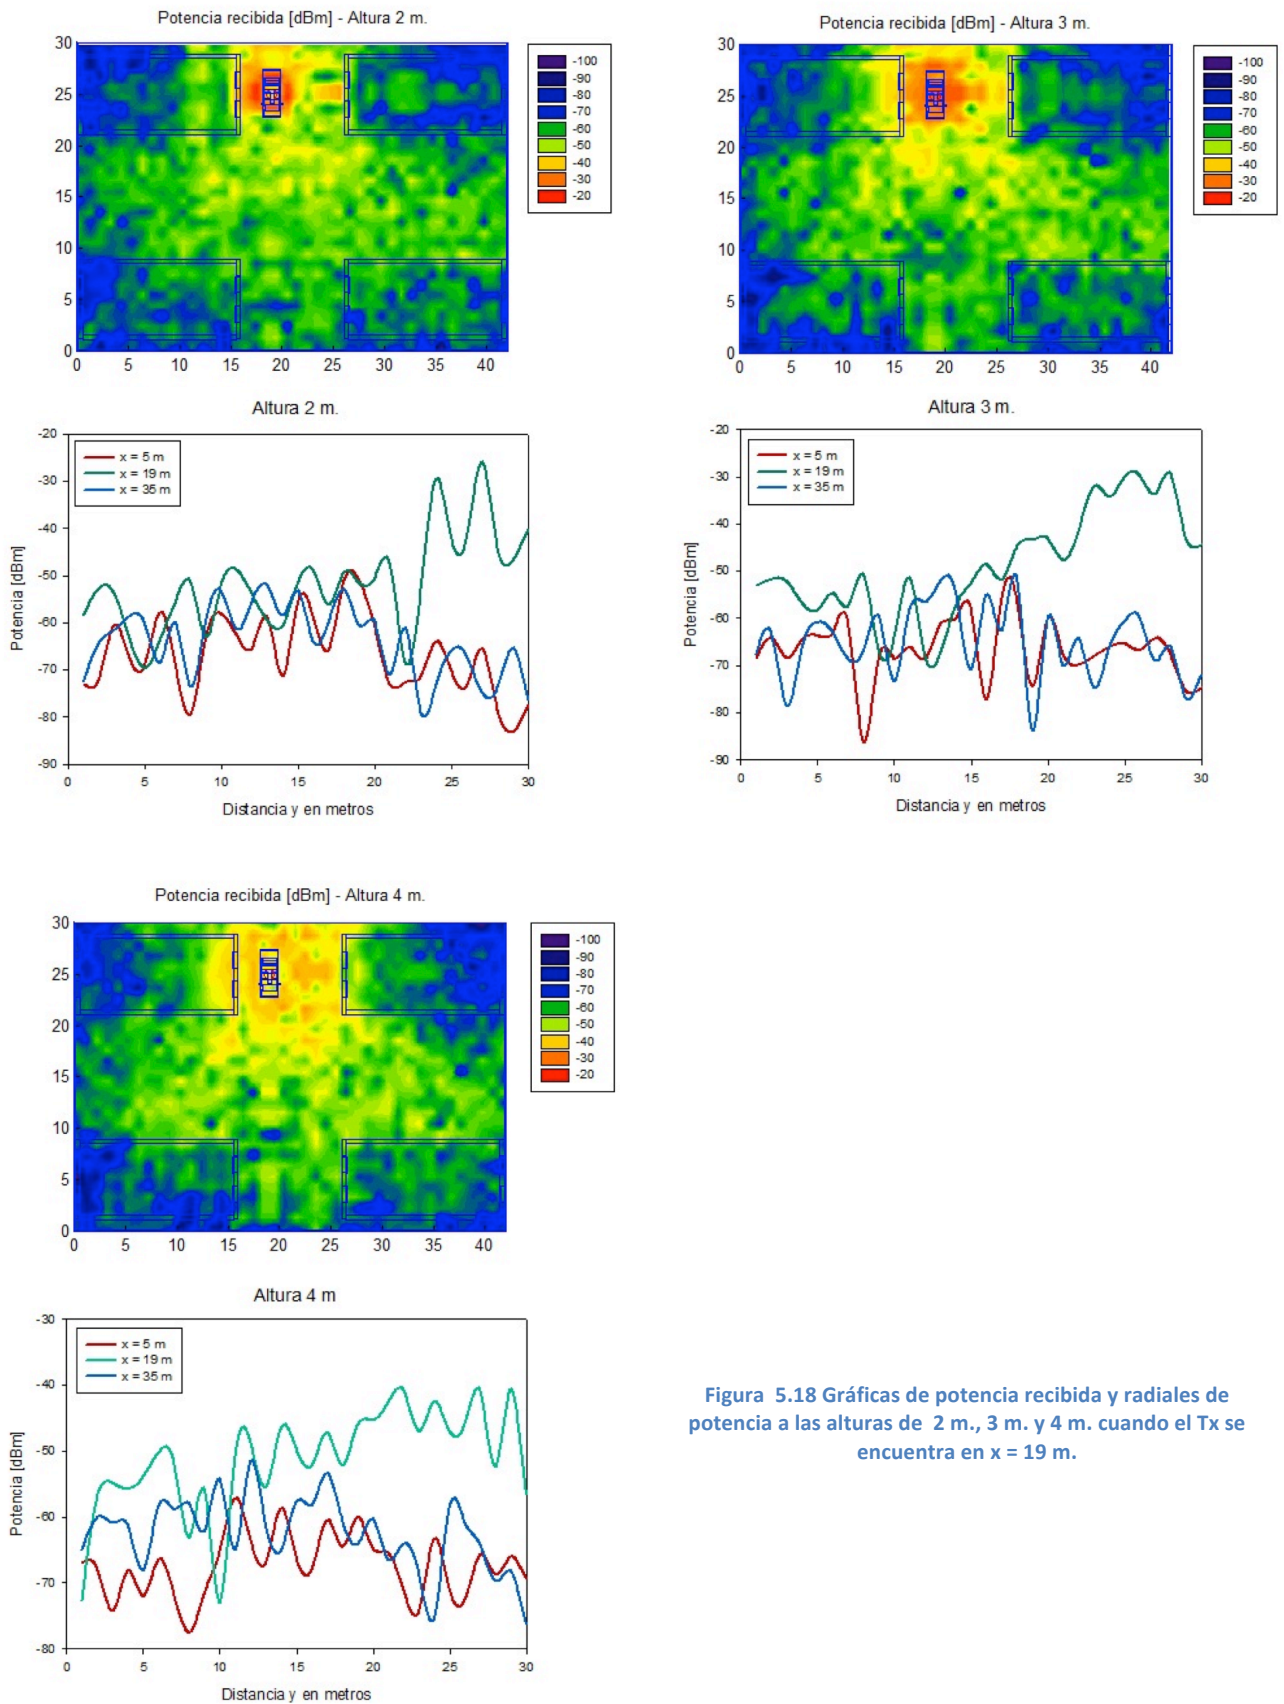 Potencia recibida [dBm] - Altura 2 m.
30
25
20
15
10
5
0
0 5 10 15 20 25 30 35 40
-100
-90
-80
-70
-60
-50
-40
-30
-20
Potencia recibida [dBm] - Altura 3 m.
30
25
20
15
10
5
0
0 5 10 15 20 25 30 35 40
-100
-90
-80
-70
-60
-50
-40
-30
-20
Altura 2 m.
-20
-30
-40
-50
-60
-70
-80
-90
Potencia [dBm]
x = 5 m
x = 19 m
x = 35 m
0 5 10 15 20 25 30
Distancia y en metros
Altura 3 m.
-20
-30
-40
-50
-60
-70
-80
-90
Potencia [dBm]
x = 5 m
x = 19 m
x = 35 m
0 5 10 15 20 25 30
Distancia y en metros
Potencia recibida [dBm] - Altura 4 m.
30
25
20
15
10
5
0
0 5 10 15 20 25 30 35 40
-100
-90
-80
-70
-60
-50
-40
-30
-20
Altura 4 m
-30
-40
-50
-60
-70
-80
Potencia [dBm]
x = 5 m
x = 19 m
x = 35 m
0 5 10 15 20 25 30
Distancia y en metros
Figura 5.18 Gráficas de potencia recibida y radiales de
potencia a las alturas de 2 m., 3 m. y 4 m. cuando el Tx se
encuentra en x = 19 m.